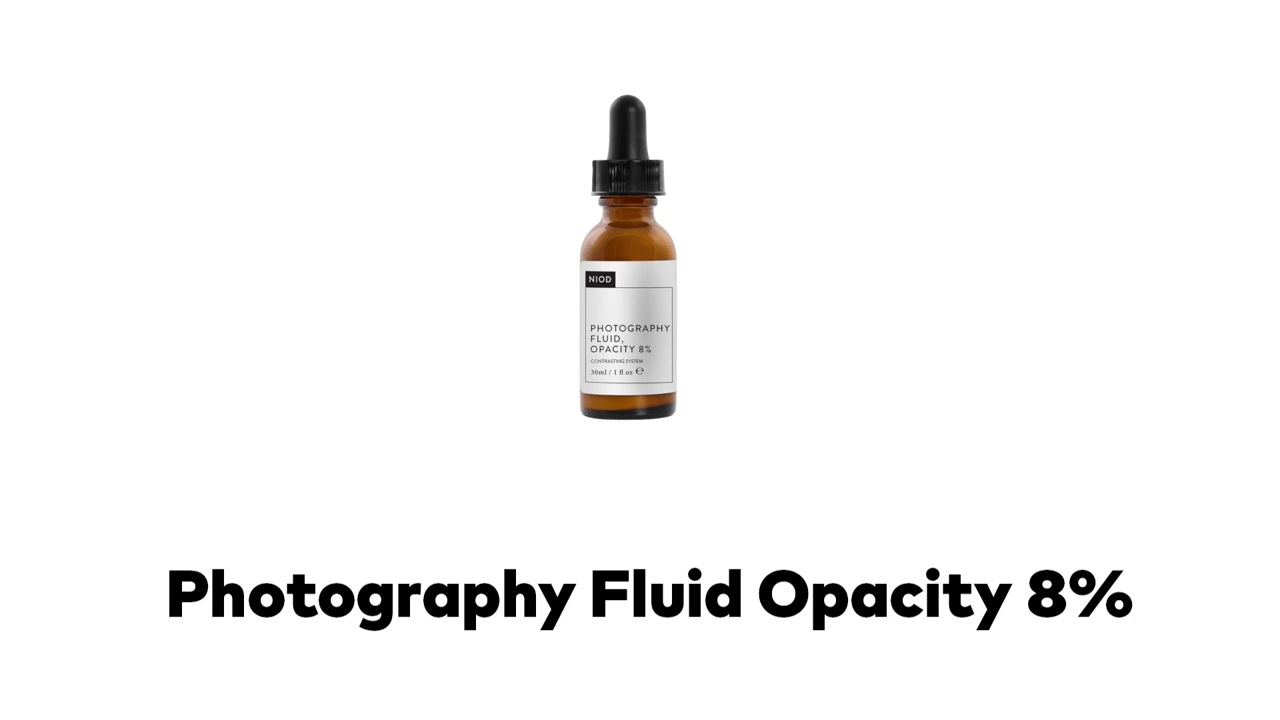 NIOD
PHOTOGRAPHY
FLUID,
OPACITY 8%
CONTRASTING SYSTEM
30ml / 1 fl oz ℮
Photography Fluid Opacity 8%